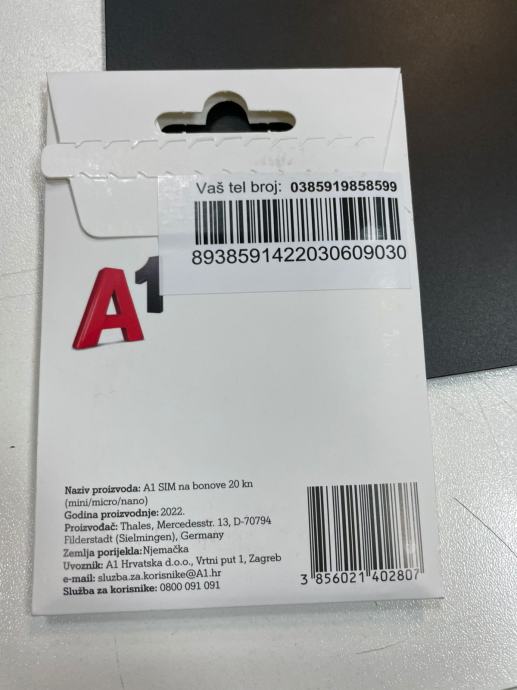 Vaš tel broj: 0385919858599
8938591422030609030
A1
Naziv proizvoda: A1 SIM na bonove 20 kn
(mini/micro/nano)
Godina proizvodnje: 2022.
Proizvođač: Thales, Mercedesstr. 13, D-70794
Filderstadt (Sielmingen), Germany
Zemlja porijekla: Njemačka
Uvoznik: A1 Hrvatska d.o.o., Vrtni put 1, Zagreb
e-mail: sluzba.za.korisnike@A1.hr
Služba za korisnike: 0800 091 091
3 856021 402807